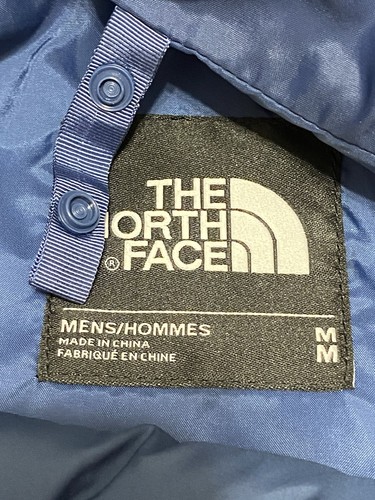 THE
NORTH
FACE
®
MENS/HOMMES M
MADE IN CHINA M
FABRIQUÉ EN CHINE